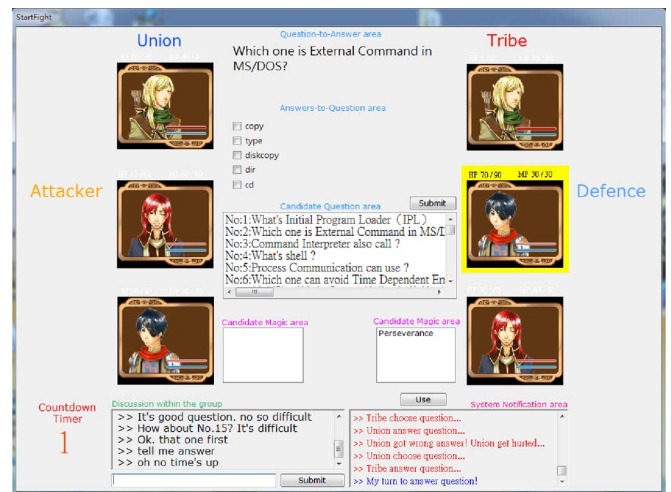 StartFight
Union
Question-to-Answer area
Tribe
Which one is External Command in
MS/DOS?
Answers-to-Question area
copy
type
diskcopy
dir
cd
Attacker
HP 70/90 MP 30/30
Defence
Candidate Question area
Submit
No:1:What's Initial Program Loader（IPL）
No:2:Which one is External Command in MS/D
No:3:Command Interpreter also call ?
No:4:What's shell ?
No:5:Process Communication can use ?
No:6:Which one can avoid Time Dependent Err
Candidate Magic area
Candidate Magic area
Perseverance
Use
Countdown
Timer
1
Discussion within the group
System Notification area
>> It's good question. no so difficult
>> How about No.15? It's difficult
>> Ok. that one first
>> tell me answer
>> oh no time's up
Submit
>> Tribe choose question...
>> Union answer question...
>> Union got wrong answer! Union get hurted...
>> Union choose question...
>> Tribe answer question...
>> My turn to answer question!